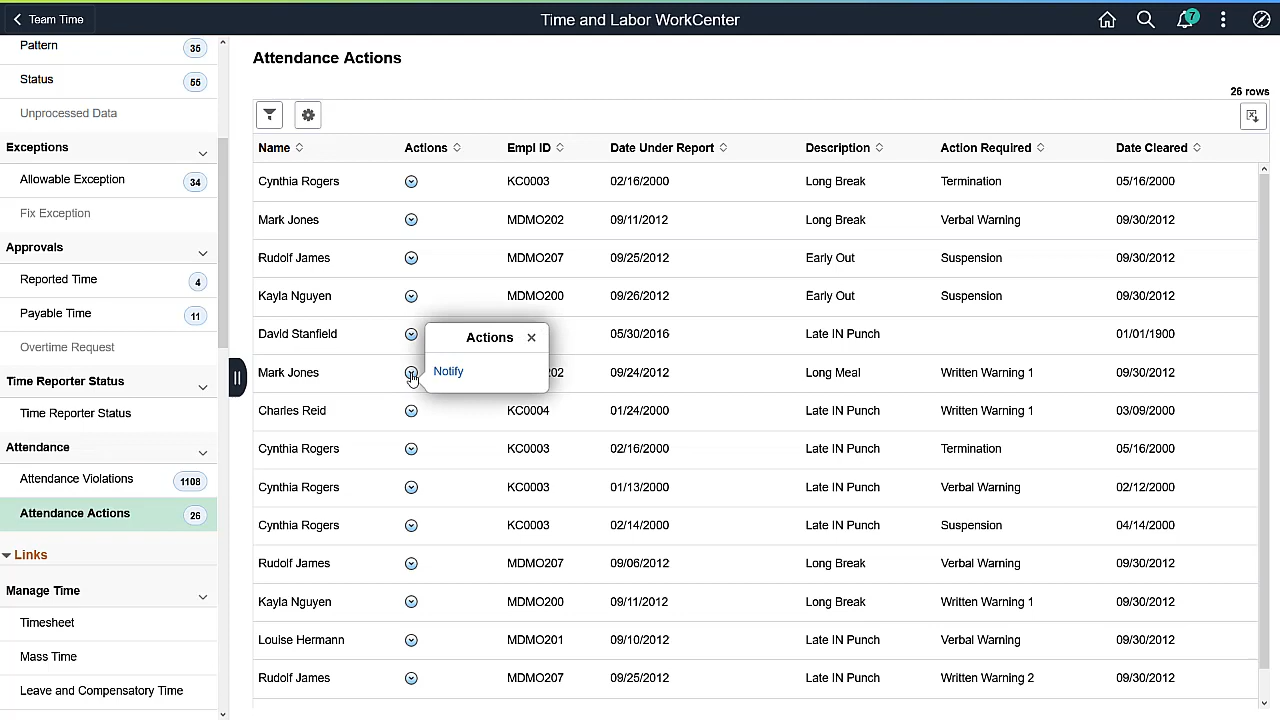 Team Time
Time and Labor WorkCenter
7
Pattern 36
Status 55
Unprocessed Data
Exceptions
Allowable Exception 34
Fix Exception
Approvals
Reported Time 4
Payable Time 11
Overtime Request
Time Reporter Status
Time Reporter Status
Attendance
Attendance Violations 1108
Attendance Actions 26
Links
Manage Time
Timesheet
Mass Time
Leave and Compensatory Time
Attendance Actions
26 rows
Name Actions Empl ID Date Under Report Description Action Required Date Cleared
Cynthia Rogers KC0003 02/16/2000 Long Break Termination 05/16/2000
Mark Jones MDMO202 09/11/2012 Long Break Verbal Warning 09/30/2012
Rudolf James MDMO207 09/25/2012 Early Out Suspension 09/30/2012
Kayla Nguyen MDMO200 09/26/2012 Early Out Suspension 09/30/2012
David Stanfield 05/30/2016 Late IN Punch 01/01/1900
Actions
Mark Jones Notify 02 09/24/2012 Long Meal Written Warning 1 09/30/2012
Charles Reid KC0004 01/24/2000 Late IN Punch Written Warning 1 03/09/2000
Cynthia Rogers KC0003 02/16/2000 Late IN Punch Termination 05/16/2000
Cynthia Rogers KC0003 01/13/2000 Late IN Punch Verbal Warning 02/12/2000
Cynthia Rogers KC0003 02/14/2000 Late IN Punch Suspension 04/14/2000
Rudolf James MDMO207 09/06/2012 Long Break Verbal Warning 09/30/2012
Kayla Nguyen MDMO200 09/11/2012 Long Break Written Warning 1 09/30/2012
Louise Hermann MDMO201 09/10/2012 Late IN Punch Verbal Warning 09/30/2012
Rudolf James MDMO207 09/25/2012 Late IN Punch Written Warning 2 09/30/2012